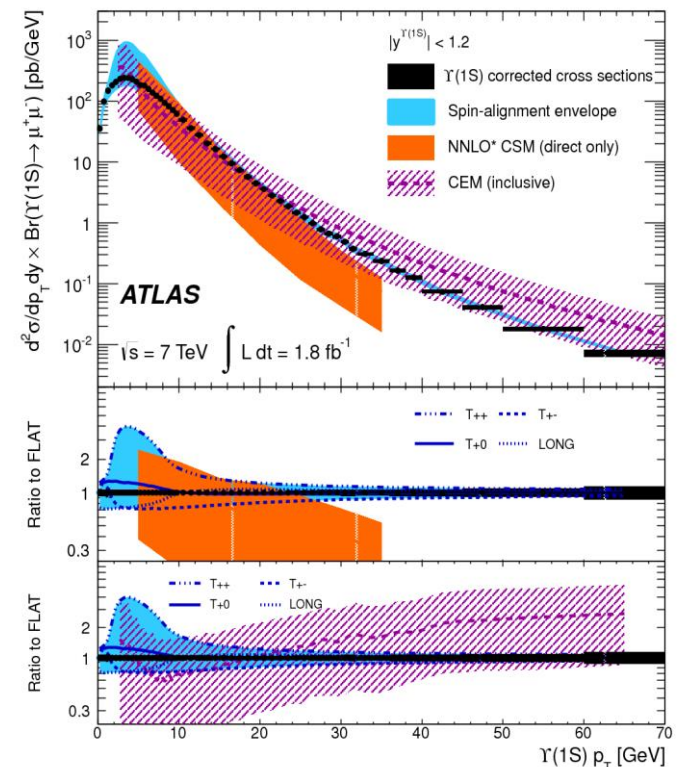 d²σ/dp_T dy × Br(ϒ(1S)→ μ⁺μ⁻) [pb/GeV]
10³
10²
10
1
10⁻¹
10⁻²
|y^ϒ(1S)| < 1.2
ϒ(1S) corrected cross sections
Spin-alignment envelope
NNLO* CSM (direct only)
CEM (inclusive)
ATLAS
√s = 7 TeV ∫ L dt = 1.8 fb⁻¹
Ratio to FLAT
2
1
0.3
T++ T+-
T+0 LONG
Ratio to FLAT
2
1
0.3
T++ T+-
T+0 LONG
0 10 20 30 40 50 60 70
ϒ(1S) p_T [GeV]